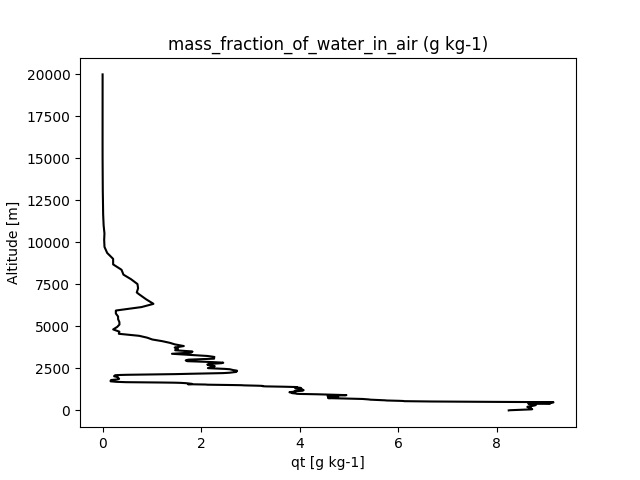 mass_fraction_of_water_in_air (g kg-1)
20000
17500
15000
12500
10000
7500
5000
2500
0
Altitude [m]
0 2 4 6 8
qt [g kg-1]